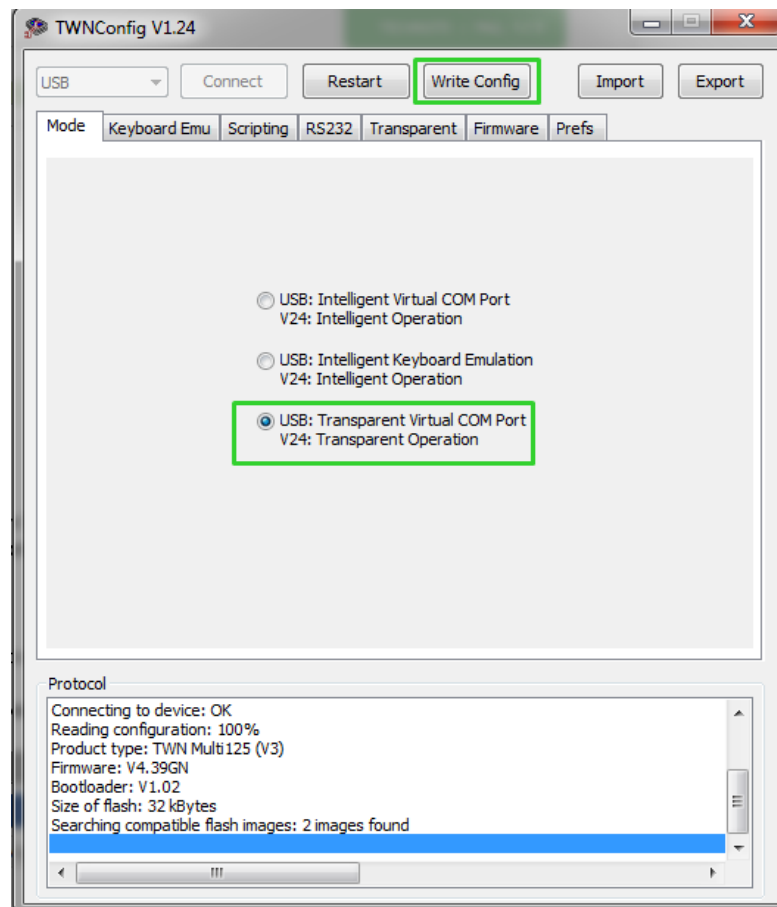 TWNConfig V1.24
USB Connect Restart Write Config Import Export
Mode Keyboard Emu Scripting RS232 Transparent Firmware Prefs
USB: Intelligent Virtual COM Port
V24: Intelligent Operation
USB: Intelligent Keyboard Emulation
V24: Intelligent Operation
USB: Transparent Virtual COM Port
V24: Transparent Operation
Protocol
Connecting to device: OK
Reading configuration: 100%
Product type: TWN Multi125 (V3)
Firmware: V4.39GN
Bootloader: V1.02
Size of flash: 32 kBytes
Searching compatible flash images: 2 images found